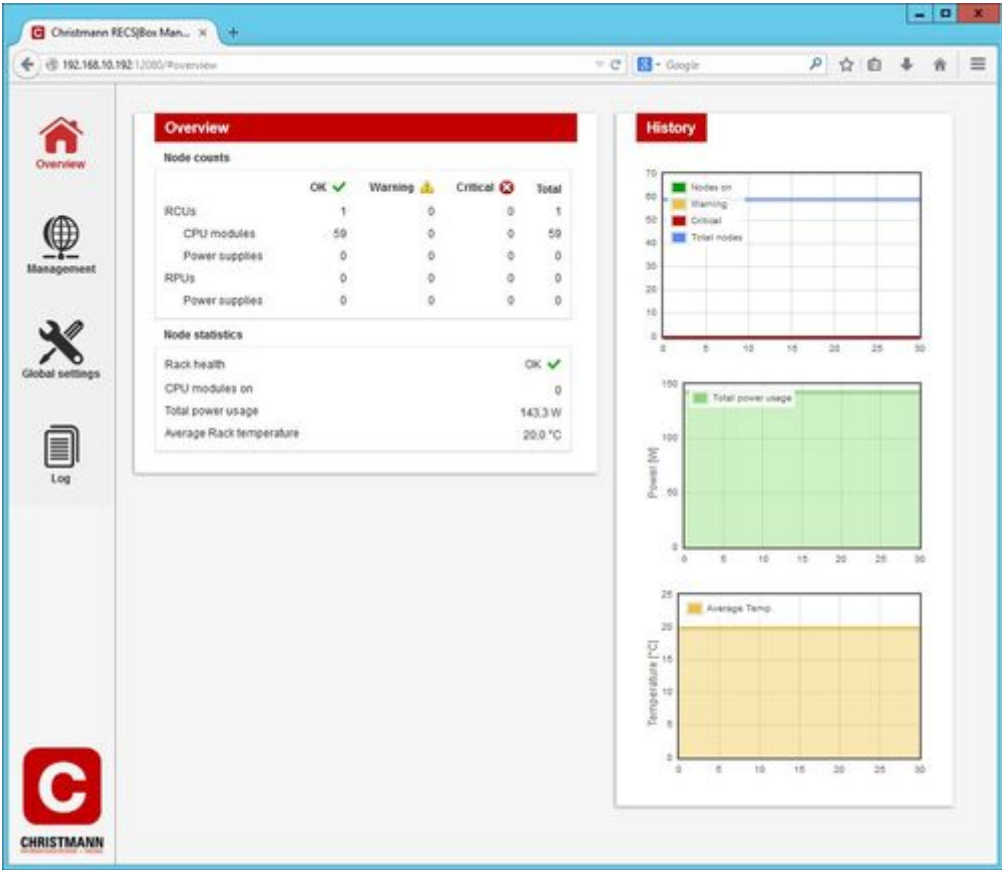 Christmann RECS|Box Man...
192.168.10.192:12080/#overview
Google
Overview
Management
Global settings
Log
CHRISTMANN
Overview
Node counts
OK Warning Critical Total
RCUs 1 0 0 1
CPU modules 59 0 0 59
Power supplies 0 0 0 0
RPUs 0 0 0 0
Power supplies 0 0 0 0
Node statistics
Rack health OK
CPU modules on 0
Total power usage 143.3 W
Average Rack temperature 20.0 °C
History
70
60
50
40
30
20
10
0
Nodes on
Warning
Critical
Total nodes
0 5 10 15 20 25 30
Power [W]
150
100
50
0
Total power usage
0 5 10 15 20 25 30
Temperature [°C]
25
20
15
10
5
0
Average Temp.
0 5 10 15 20 25 30